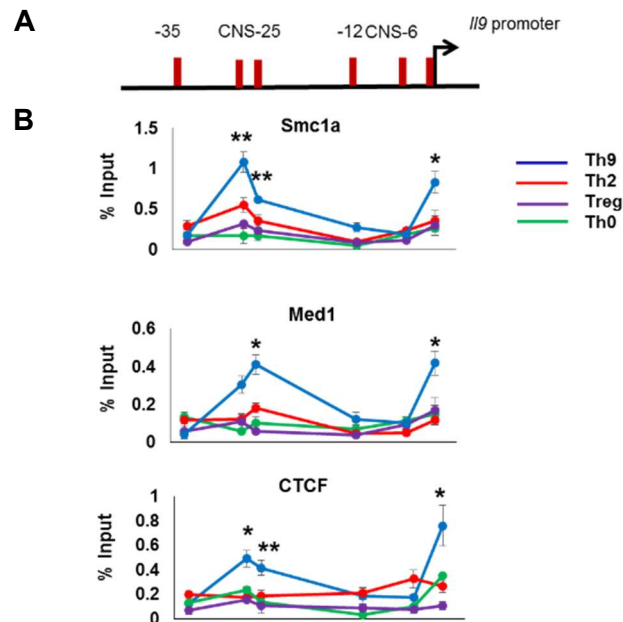 A
-35 CNS-25 -12 CNS-6 Il9 promoter
B
Smc1a
1.5
1
0.5
0
% Input
** ** *
Th9
Th2
Treg
Th0
Med1
0.6
0.4
0.2
0
% Input
* *
CTCF
1
0.8
0.6
0.4
0.2
0
% Input
* ** *